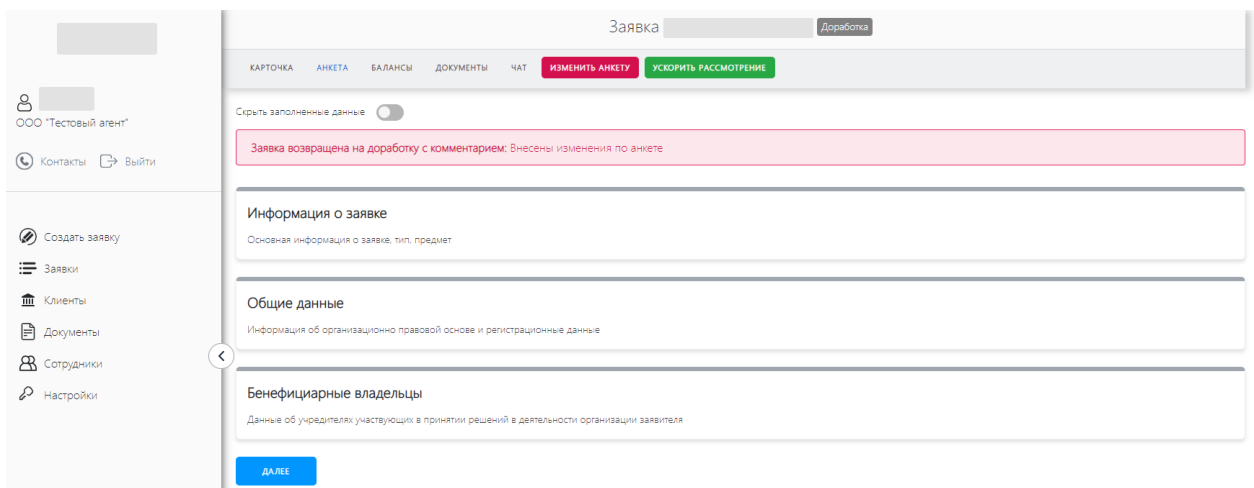 Заявка Доработка
КАРТОЧКА АНКЕТА БАЛАНСЫ ДОКУМЕНТЫ ЧАТ ИЗМЕНИТЬ АНКЕТУ УСКОРИТЬ РАССМОТРЕНИЕ
ООО "Тестовый агент"
Контакты Выйти
Создать заявку
Заявки
Клиенты
Документы
Сотрудники
Настройки
Скрыть заполненные данные
Заявка возвращена на доработку с комментарием: Внесены изменения по анкете
Информация о заявке
Основная информация о заявке, тип, предмет
Общие данные
Информация об организационно правовой основе и регистрационные данные
Бенефициарные владельцы
Данные об учредителях участвующих в принятии решений в деятельности организации заявителя
ДАЛЕЕ